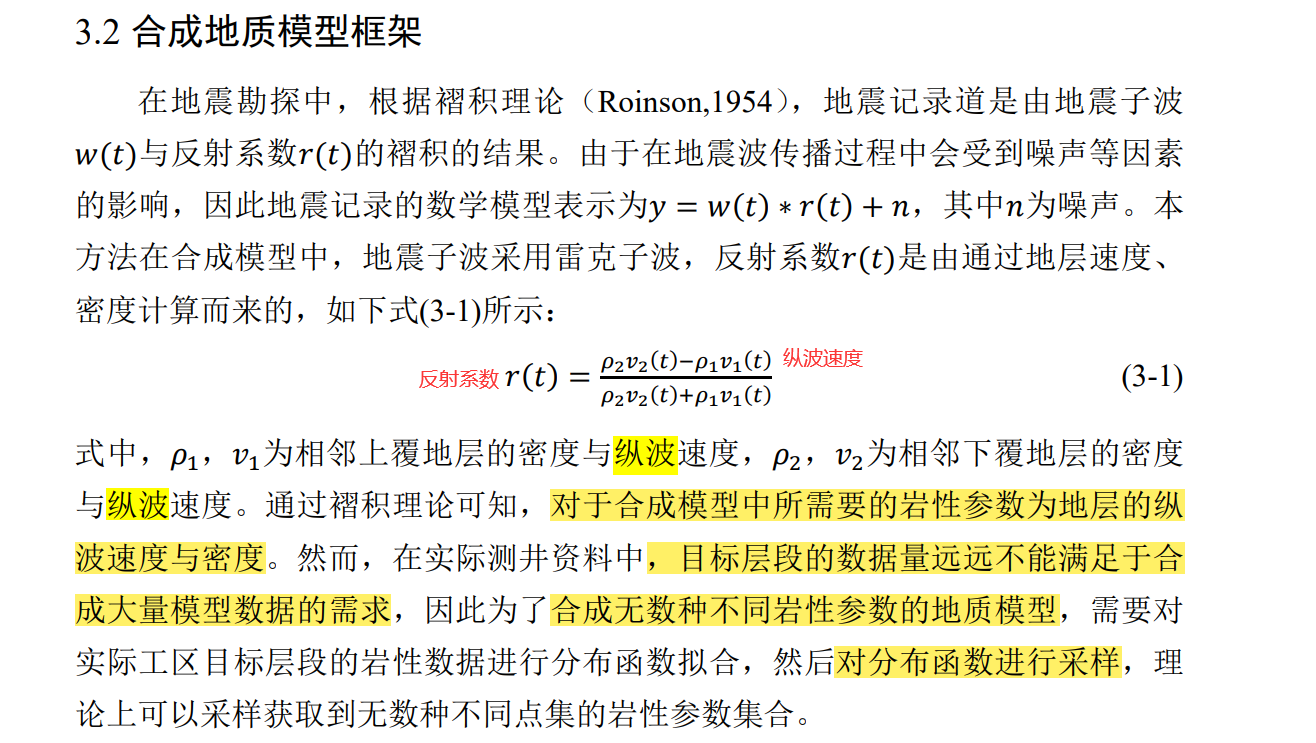 3.2 合成地质模型框架
在地震勘探中，根据褶积理论（Roinson,1954），地震记录道是由地震子波
w(t)与反射系数r(t)的褶积的结果。由于在地震波传播过程中会受到噪声等因素
的影响，因此地震记录的数学模型表示为y = w(t) ∗ r(t) + n，其中n为噪声。本
方法在合成模型中，地震子波采用雷克子波，反射系数r(t)是由通过地层速度、
密度计算而来的，如下式(3-1)所示：
反射系数 r(t) = (ρ₂v₂(t)−ρ₁v₁(t))/(ρ₂v₂(t)+ρ₁v₁(t)) 纵波速度 (3-1)
式中，ρ₁，v₁为相邻上覆地层的密度与纵波速度，ρ₂，v₂为相邻下覆地层的密度
与纵波速度。通过褶积理论可知，对于合成模型中所需要的岩性参数为地层的纵
波速度与密度。然而，在实际测井资料中，目标层段的数据量远远不能满足于合
成大量模型数据的需求，因此为了合成无数种不同岩性参数的地质模型，需要对
实际工区目标层段的岩性数据进行分布函数拟合，然后对分布函数进行采样，理
论上可以采样获取到无数种不同点集的岩性参数集合。